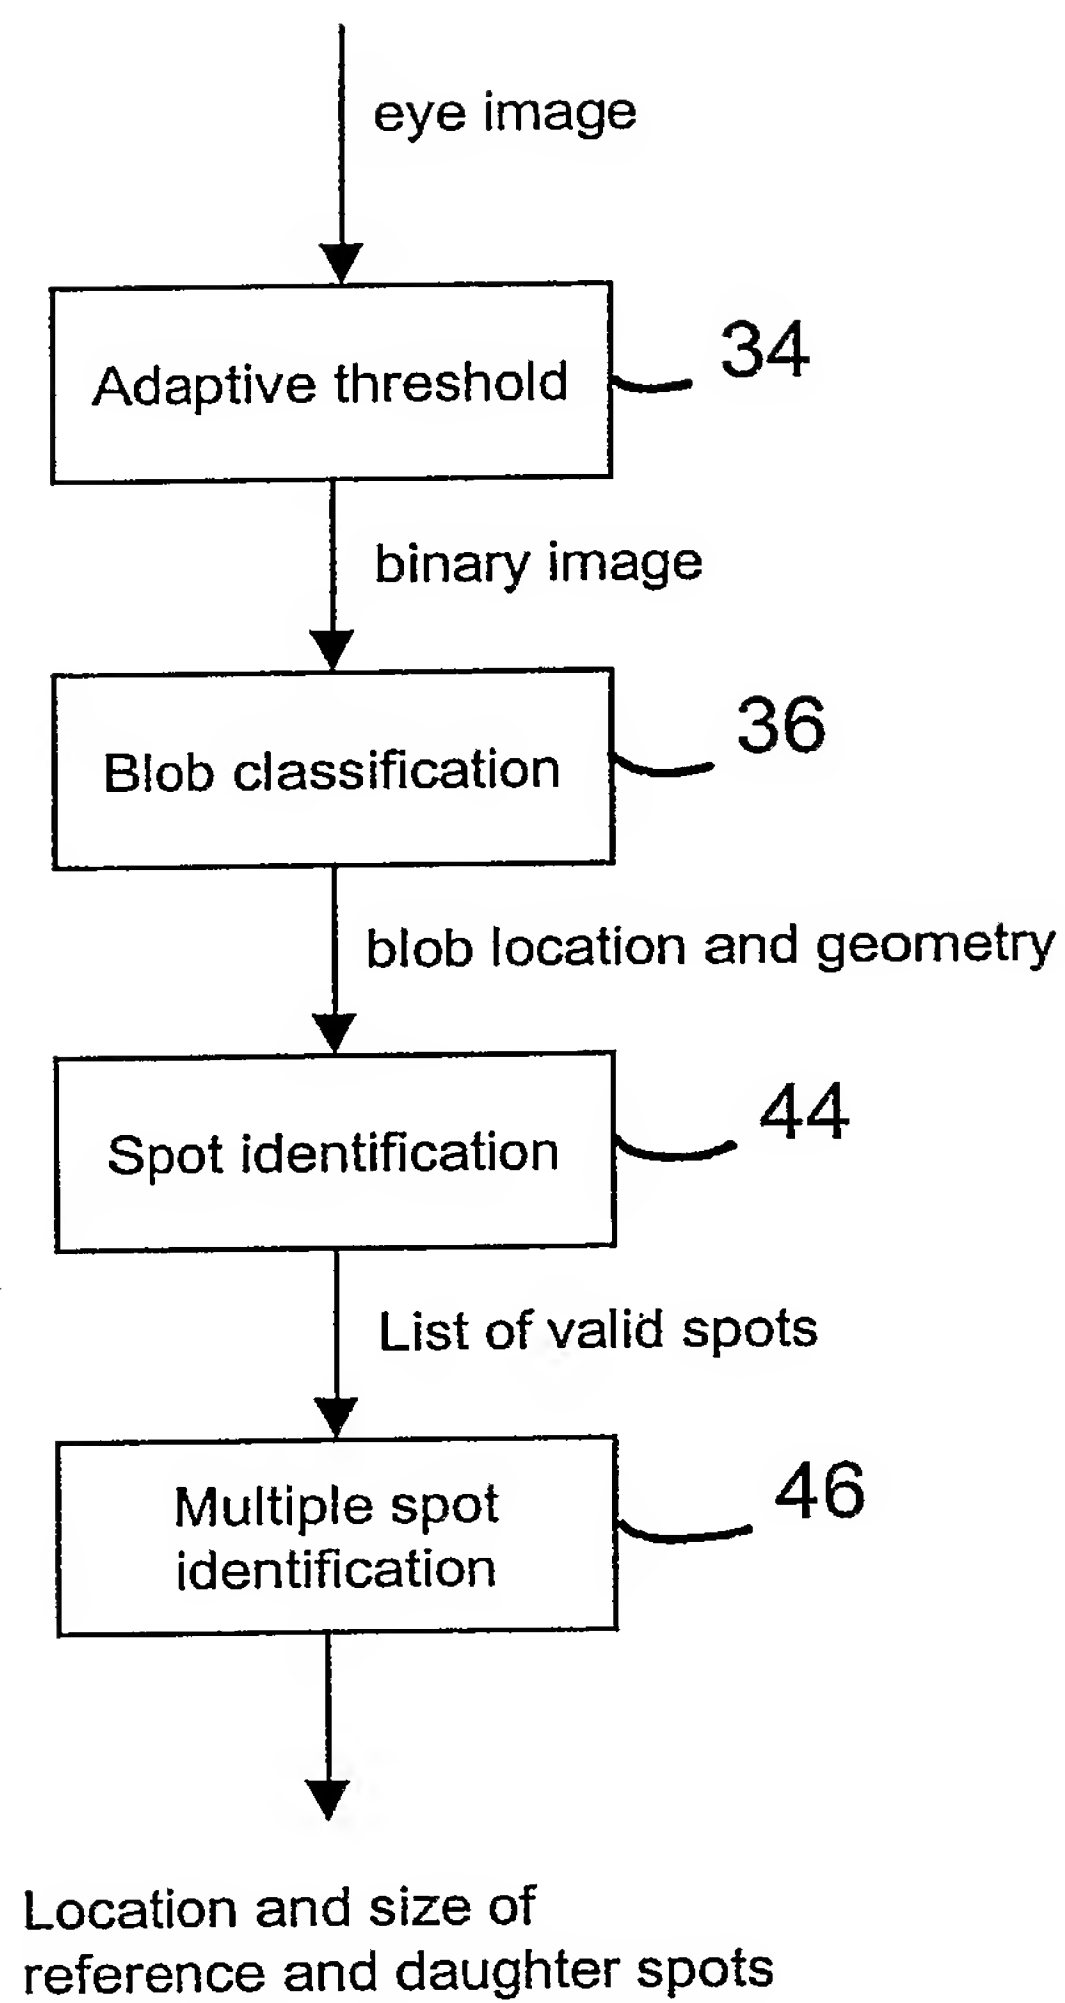 eye image
Adaptive threshold
34
binary image
Blob classification
36
blob location and geometry
Spot identification
44
List of valid spots
Multiple spot
identification
46
Location and size of
reference and daughter spots